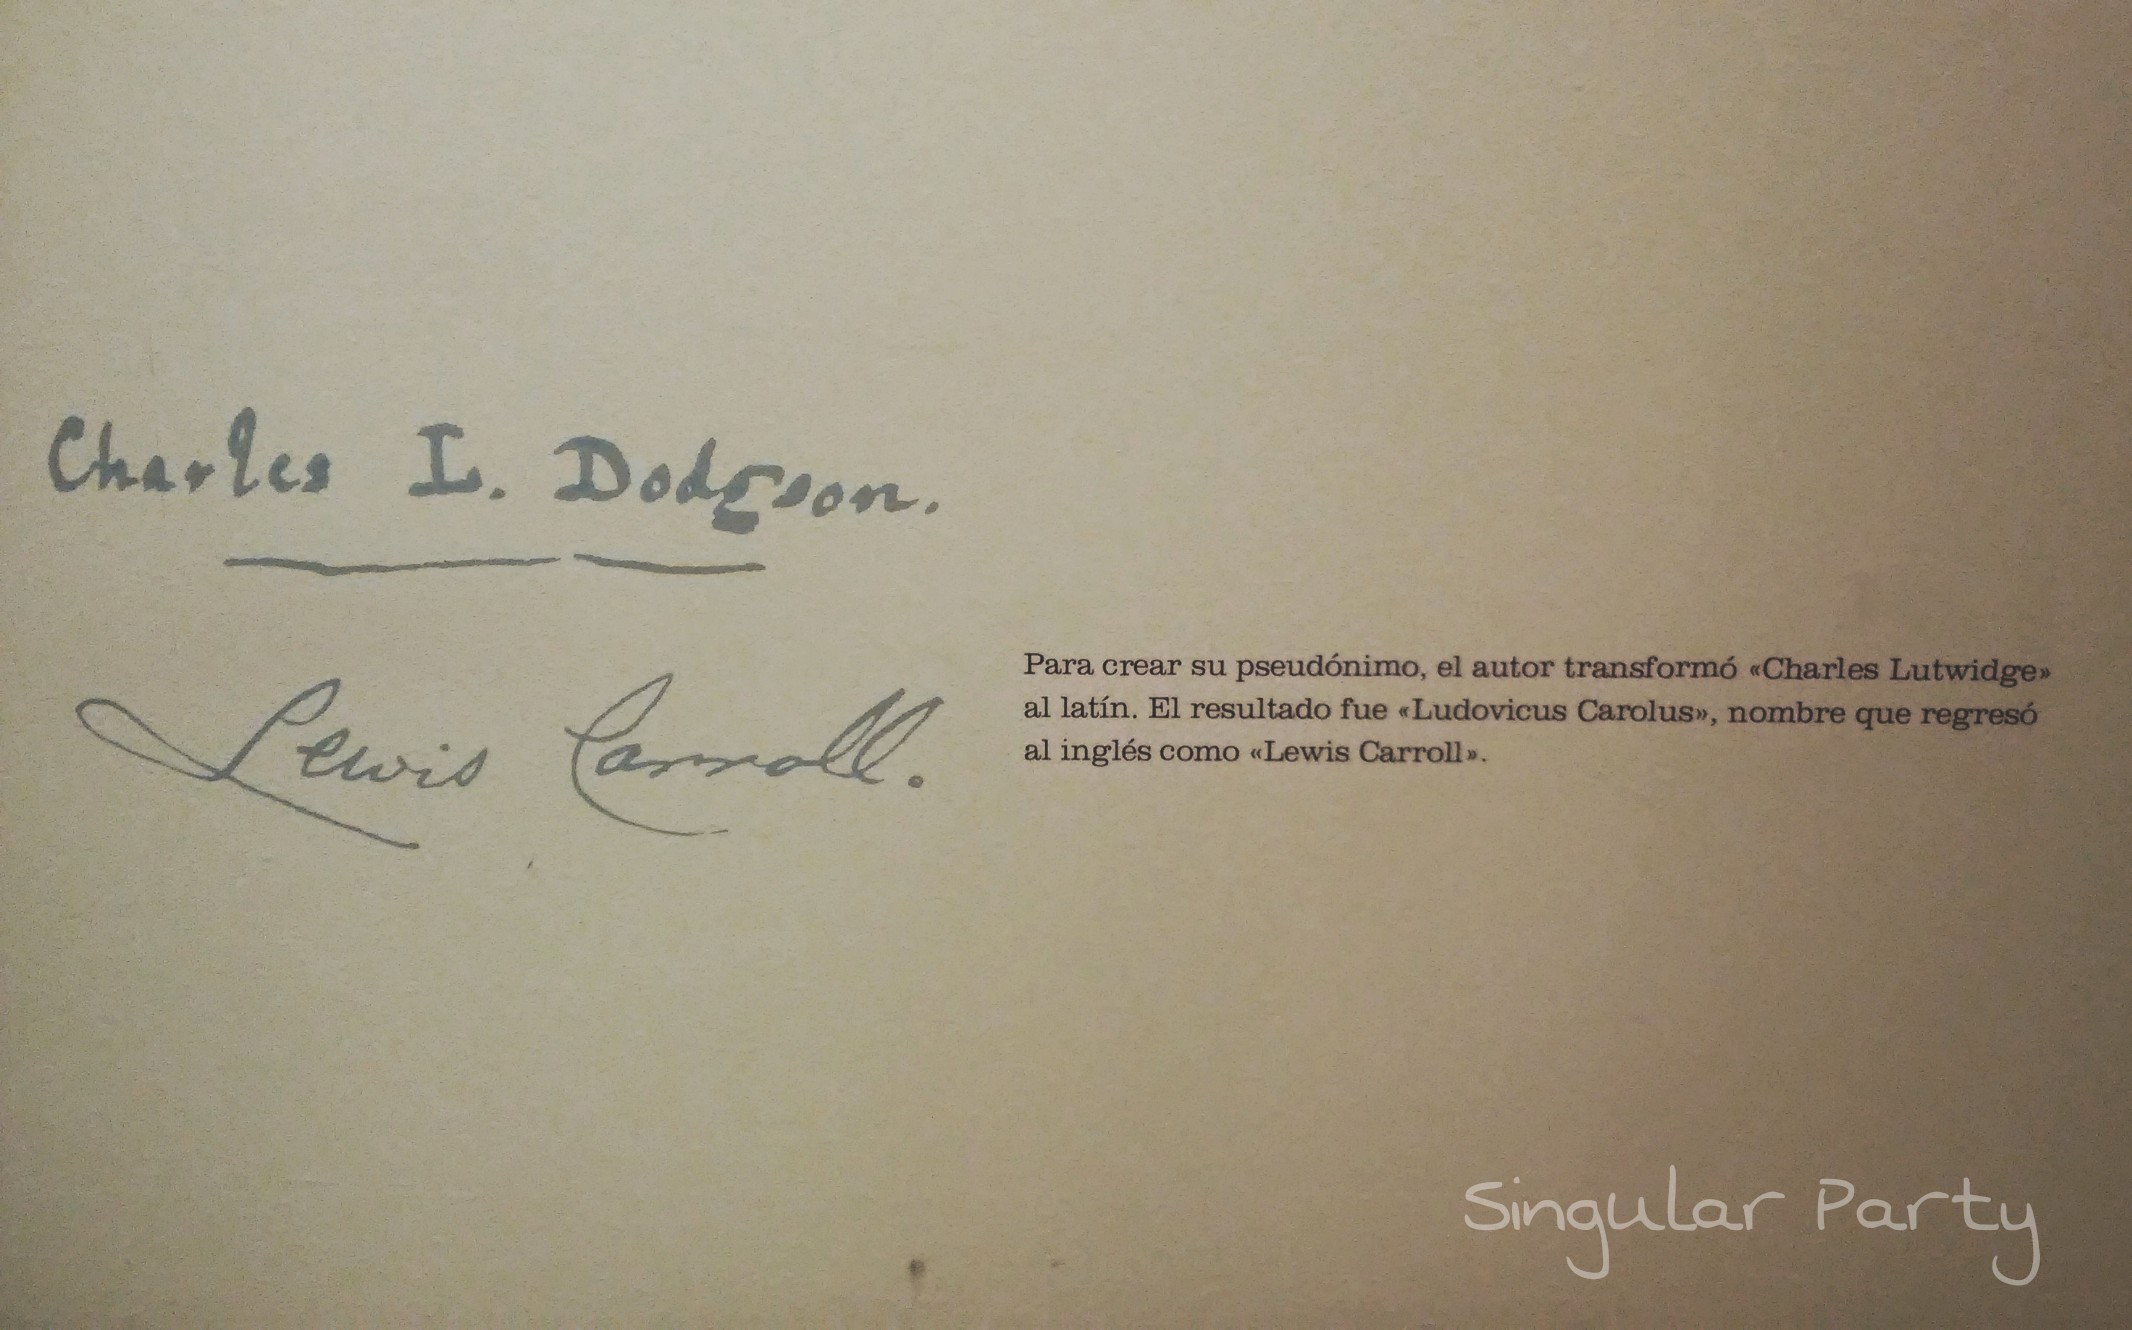 Charles L. Dodgson.
Lewis Carroll.
Para crear su pseudónimo, el autor transformó «Charles Lutwidge»
al latín. El resultado fue «Ludovicus Carolus», nombre que regresó
al inglés como «Lewis Carroll».
Singular Party